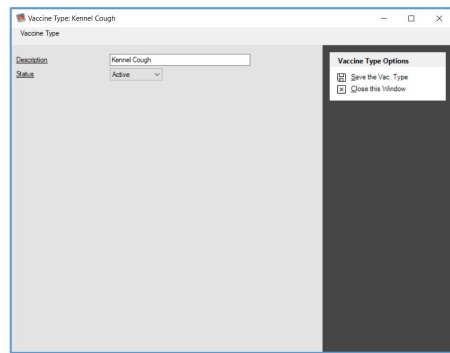 Vaccine Type: Kennel Cough
Vaccine Type
Description Kennel Cough
Status Active
Vaccine Type Options
Save the Vac. Type
Close this Window